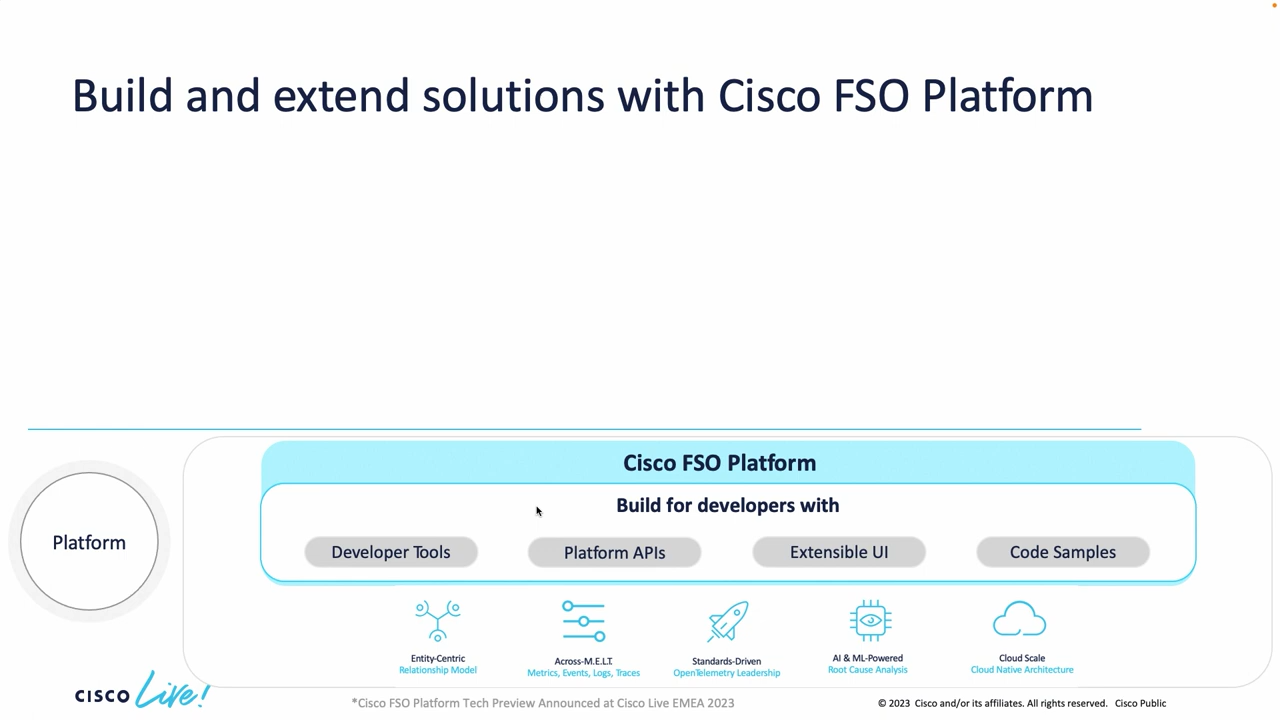 Build and extend solutions with Cisco FSO Platform
Cisco FSO Platform
Build for developers with
Platform
Developer Tools
Platform APIs
Extensible UI
Code Samples
Entity-Centric
Relationship Model
Across-M.E.L.T.
Metrics, Events, Logs, Traces
Standards-Driven
OpenTelemetry Leadership
AI & ML-Powered
Root Cause Analysis
Cloud Scale
Cloud Native Architecture
CISCO Live!
*Cisco FSO Platform Tech Preview Announced at Cisco Live EMEA 2023
© 2023 Cisco and/or its affiliates. All rights reserved. Cisco Public